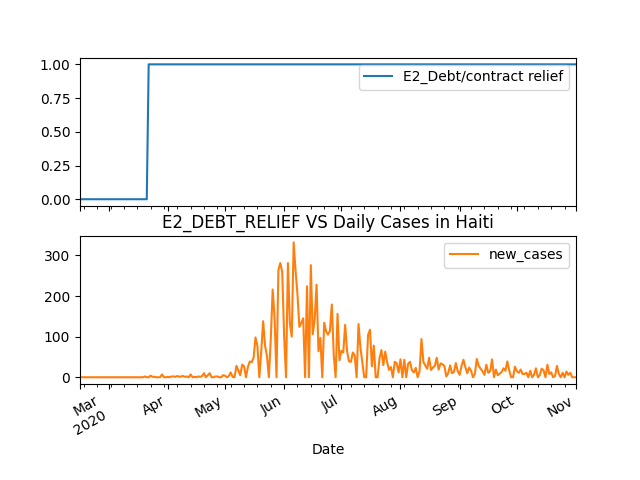 1.00
0.75
0.50
0.25
0.00
E2_Debt/contract relief
E2_DEBT_RELIEF VS Daily Cases in Haiti
300
200
100
0
new_cases
Mar
2020
Apr
May
Jun
Jul
Aug
Sep
Oct
Nov
Date